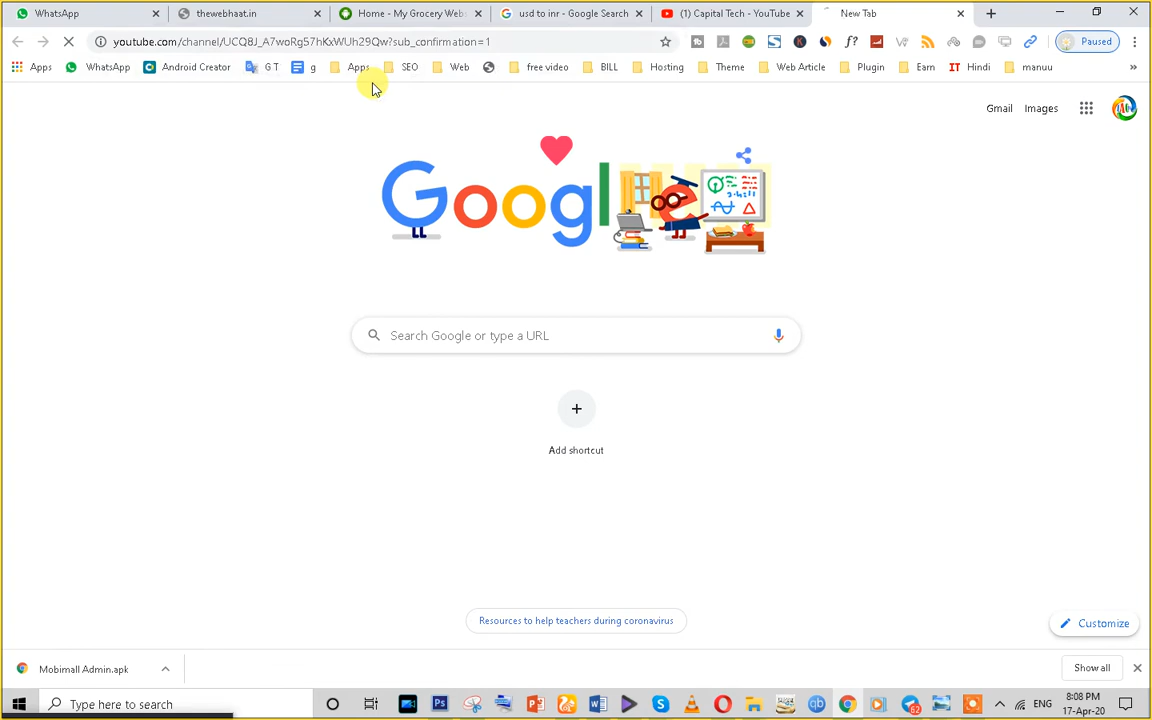 WhatsApp
thewebhaat.in
Home - My Grocery Webs
usd to inr - Google Search
(1) Capital Tech - YouTube
New Tab
youtube.com/channel/UCQ8J_A7woRg57hKxWUh29Qw?sub_confirmation=1
Paused
Apps
WhatsApp
Android Creator
G T
g
Apps
SEO
Web
free video
BILL
Hosting
Theme
Web Article
Plugin
Earn
IT Hindi
manuu
»
Gmail
Images
Google
Search Google or type a URL
Add shortcut
Resources to help teachers during coronavirus
Customize
Mobimall Admin.apk
Show all
Type here to search
ENG
8:08 PM
17-Apr-20